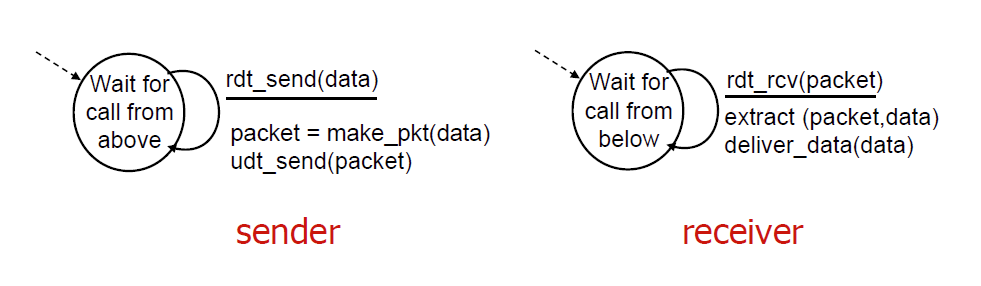 Wait for
call from
above
rdt_send(data)
packet = make_pkt(data)
udt_send(packet)
sender
Wait for
call from
below
rdt_rcv(packet)
extract (packet,data)
deliver_data(data)
receiver